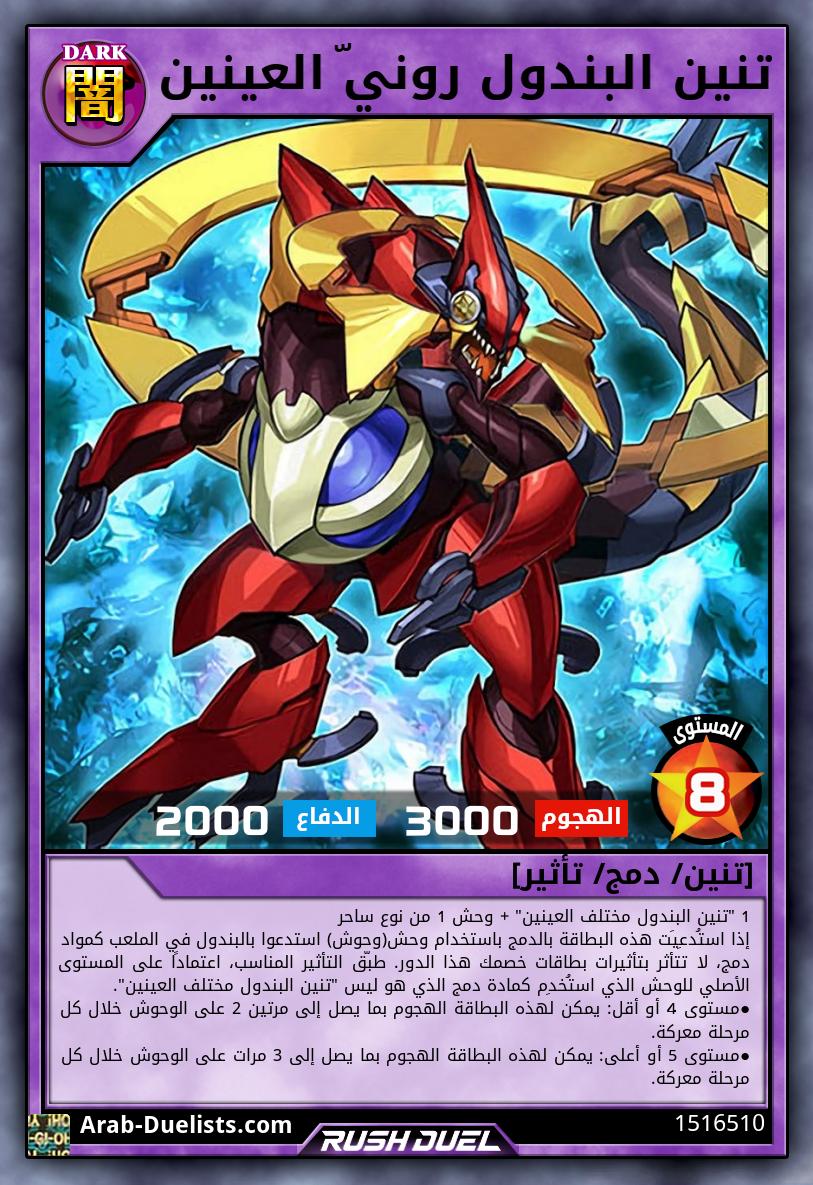 DARK
闇
تنين البندول رونيّ العينين
المستوى
8
الهجوم 3000 الدفاع 2000
[تنين/ دمج/ تأثير]
1 "تنين البندول مختلف العينين" + وحش 1 من نوع ساحر
إذا استُدعيَت هذه البطاقة بالدمج باستخدام وحش(وحوش) استدعوا بالبندول في الملعب كمواد
دمج، لا تتأثر بتأثيرات بطاقات خصمك هذا الدور. طبّق التأثير المناسب، اعتماداً على المستوى
الأصلي للوحش الذي استُخدِم كمادة دمج الذي هو ليس "تنين البندول مختلف العينين".
●مستوى 4 أو أقل: يمكن لهذه البطاقة الهجوم بما يصل إلى مرتين 2 على الوحوش خلال كل
مرحلة معركة.
●مستوى 5 أو أعلى: يمكن لهذه البطاقة الهجوم بما يصل إلى 3 مرات على الوحوش خلال كل
مرحلة معركة.
Arab-Duelists.com
RUSH DUEL
1516510